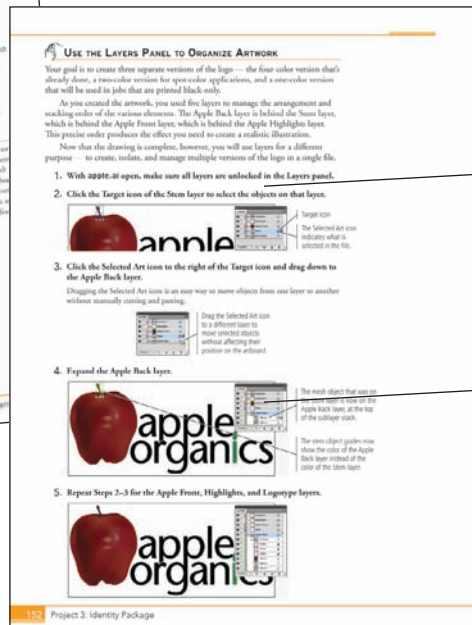 USE THE LAYERS PANEL TO ORGANIZE ARTWORK
Your goal is to create three separate versions of the logo — the four-color version that's
already done, a two-color version for spot-color applications, and a one-color version
that will be used in jobs that are printed black only.
As you created the artwork, you used five layers to manage the arrangement and
stacking order of the various elements. The Apple Back layer is behind the Stem layer,
which is behind the Apple Front layer, which is behind the Apple Highlights layer.
This precise order produces the effect you need to create a realistic illustration.
Now that the drawing is complete, however, you will use layers for a different
purpose — to create, isolate, and manage multiple versions of the logo in a single file.
1. With apple.ai open, make sure all layers are unlocked in the Layers panel.
2. Click the Target icon of the Stem layer to select the objects on that layer.
apple
Target icon
The Selected Art icon
indicates what is
selected in the file.
3. Click the Selected Art icon to the right of the Target icon and drag down to
the Apple Back layer.
Dragging the Selected Art icon is an easy way to move objects from one layer to another
without manually cutting and pasting.
Drag the Selected Art icon
to a different layer to
move selected objects
without affecting their
position on the artboard
4. Expand the Apple Back layer.
apple
organics
The mesh object that was on
the Stem layer is now on the
Apple Back layer, at the top
of the sublayer stack.
The stem object guides now
show the color of the Apple
Back layer instead of the
color of the Stem layer.
5. Repeat Steps 2–3 for the Apple Front, Highlights, and Logotype layers.
apple
organics
152 Project 3: Identity Package